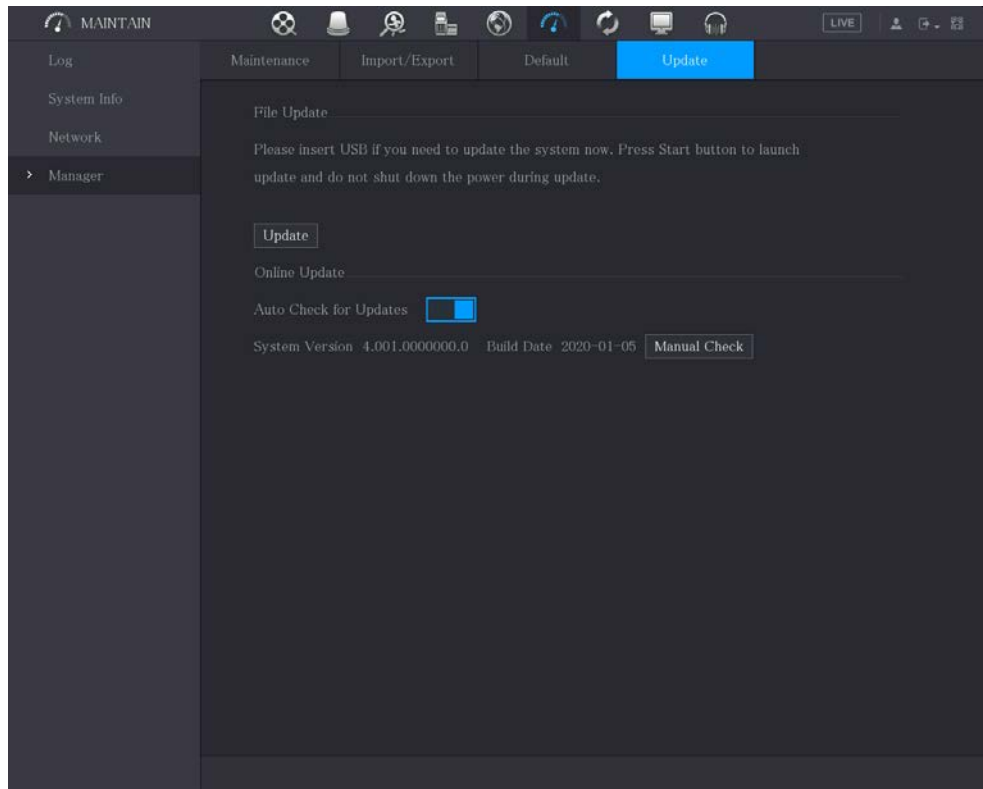 MAINTAIN
LIVE
Log
System Info
Network
Manager
Maintenance Import/Export Default Update
File Update
Please insert USB if you need to update the system now. Press Start button to launch
update and do not shut down the power during update.
Update
Online Update
Auto Check for Updates
System Version 4.001.0000000.0 Build Date 2020-01-05 Manual Check